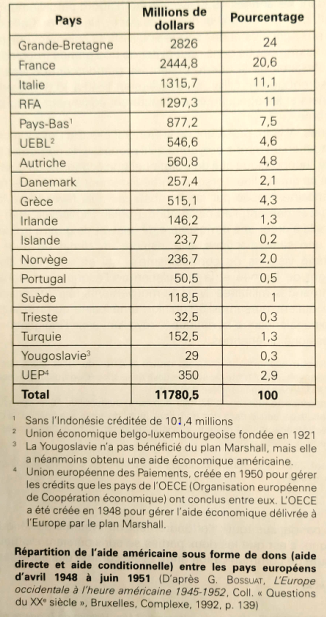 Pays Millions de dollars Pourcentage
Grande-Bretagne 2826 24
France 2444,8 20,6
Italie 1315,7 11,1
RFA 1297,3 11
Pays-Bas¹ 877,2 7,5
UEBL² 546,6 4,6
Autriche 560,8 4,8
Danemark 257,4 2,1
Grèce 515,1 4,3
Irlande 146,2 1,3
Islande 23,7 0,2
Norvège 236,7 2,0
Portugal 50,5 0,5
Suède 118,5 1
Trieste 32,5 0,3
Turquie 152,5 1,3
Yougoslavie³ 29 0,3
UEP⁴ 350 2,9
Total 11780,5 100
¹ Sans l'Indonésie créditée de 101,4 millions
² Union économique belgo-luxembourgeoise fondée en 1921
³ La Yougoslavie n'a pas bénéficié du plan Marshall, mais elle
a néanmoins obtenu une aide économique américaine.
⁴ Union européenne des Paiements, créée en 1950 pour gérer
les crédits que les pays de l'OECE (Organisation européenne
de Coopération économique) ont conclus entre eux. L'OECE
a été créée en 1948 pour gérer l'aide économique délivrée à
l'Europe par le plan Marshall.
Répartition de l'aide américaine sous forme de dons (aide
directe et aide conditionnelle) entre les pays européens
d'avril 1948 à juin 1951 (D'après G. BOSSUAT, L'Europe
occidentale à l'heure américaine 1945-1952, Coll. « Questions
du XXᵉ siècle », Bruxelles, Complexe, 1992, p. 139)